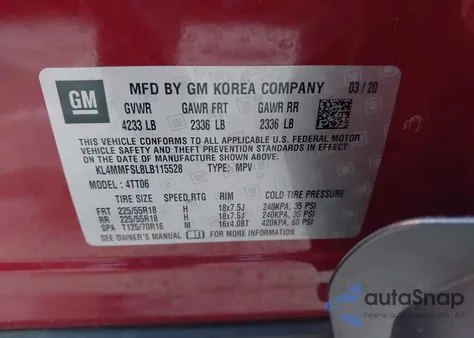 GM
MFD BY GM KOREA COMPANY 03/20
GVWR GAWR FRT GAWR RR
4233 LB 2336 LB 2336 LB
THIS VEHICLE CONFORMS TO ALL APPLICABLE U.S. FEDERAL MOTOR
VEHICLE SAFETY, BUMPER, AND THEFT PREVENTION STANDARDS IN
EFFECT ON THE DATE OF MANUFACTURE SHOWN ABOVE.
KL4MMFSLBLB115528 TYPE: MPV
MODEL : 4TT06
TIRE SIZE SPEED RTG RIM COLD TIRE PRESSURE
FRT 225/55R18 H 18x7.5J 240KPA, 35 PSI
RR 225/55R18 H 18x7.5J 240KPA, 35 PSI
SPA T125/70R16 M 16x4.0BT 420KPA, 60 PSI
SEE OWNER'S MANUAL FOR MORE INFORMATION.
autoSnap